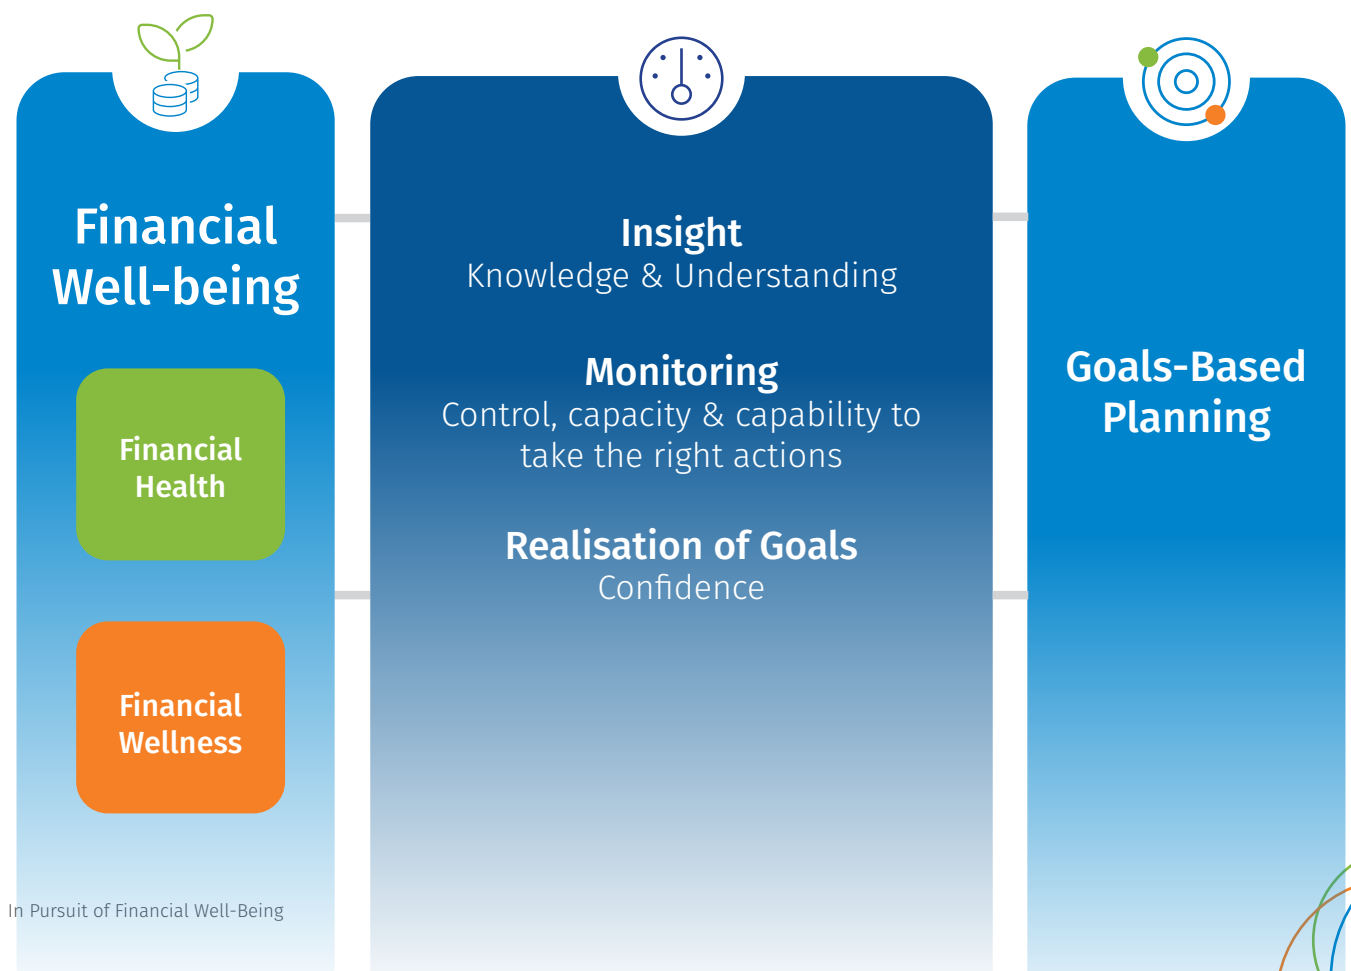 Financial
Well-being
Financial
Health
Financial
Wellness
Insight
Knowledge & Understanding
Monitoring
Control, capacity & capability to
take the right actions
Realisation of Goals
Confidence
Goals-Based
Planning
In Pursuit of Financial Well-Being